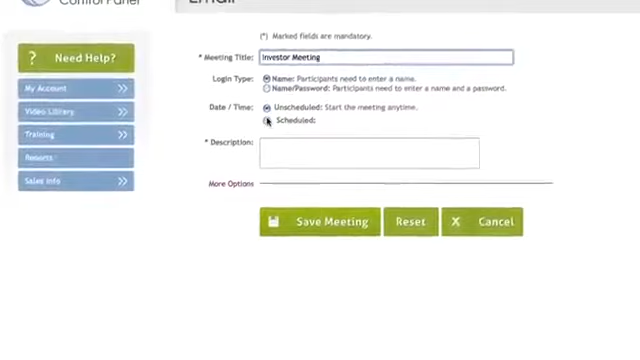 Control Panel
Email
(*) Marked fields are mandatory.
? Need Help?
My Account
Video Library
Training
Reports
Sales Info
* Meeting Title: Investor Meeting
Login Type: Name: Participants need to enter a name.
Name/Password: Participants need to enter a name and a password.
Date / Time: Unscheduled: Start the meeting anytime.
Scheduled:
* Description:
More Options
Save Meeting Reset X Cancel